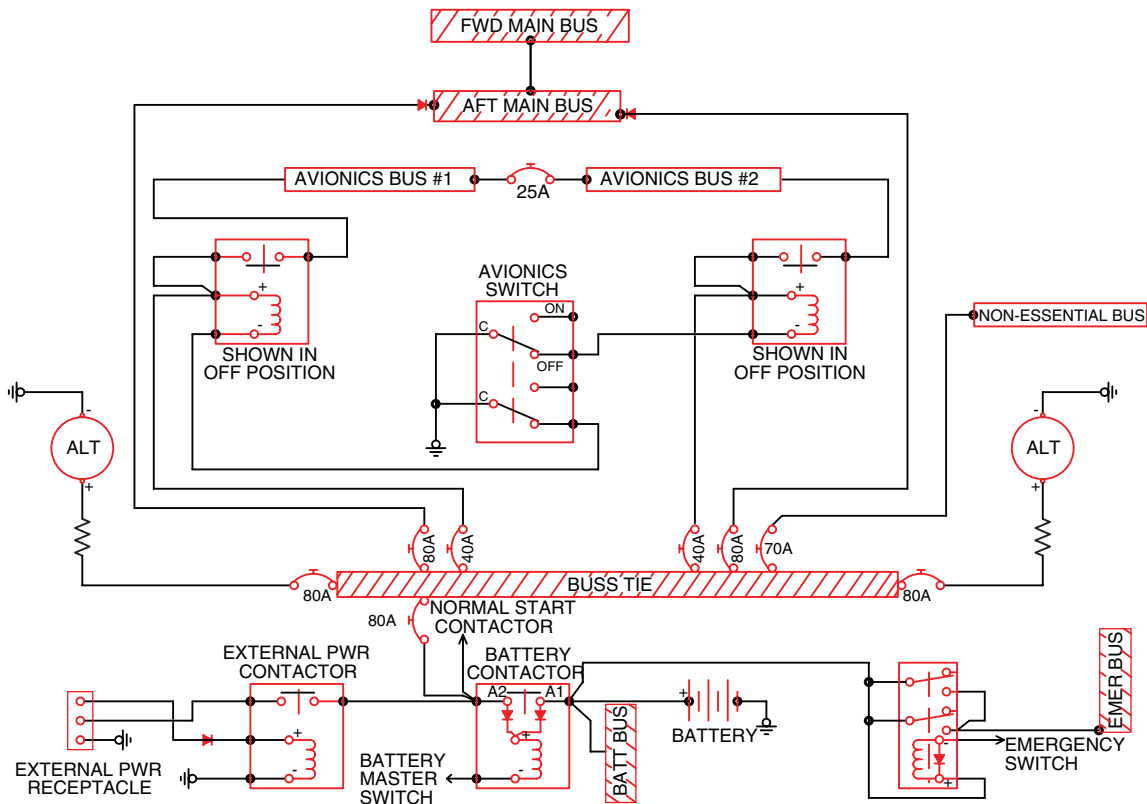 FWD MAIN BUS
AFT MAIN BUS
AVIONICS BUS #1
25A
AVIONICS BUS #2
+
-
SHOWN IN
OFF POSITION
AVIONICS
SWITCH
ON
C
OFF
C
+
-
SHOWN IN
OFF POSITION
NON-ESSENTIAL BUS
-
ALT
+
-
ALT
+
80A
40A
40A
80A
70A
80A
BUSS TIE
80A
80A
NORMAL START
CONTACTOR
EXTERNAL PWR
CONTACTOR
+
-
EXTERNAL PWR
RECEPTACLE
BATTERY
CONTACTOR
A2
A1
+
-
BATTERY
MASTER
SWITCH
BATT BUS
+
BATTERY
EMER BUS
-
+
EMERGENCY
SWITCH